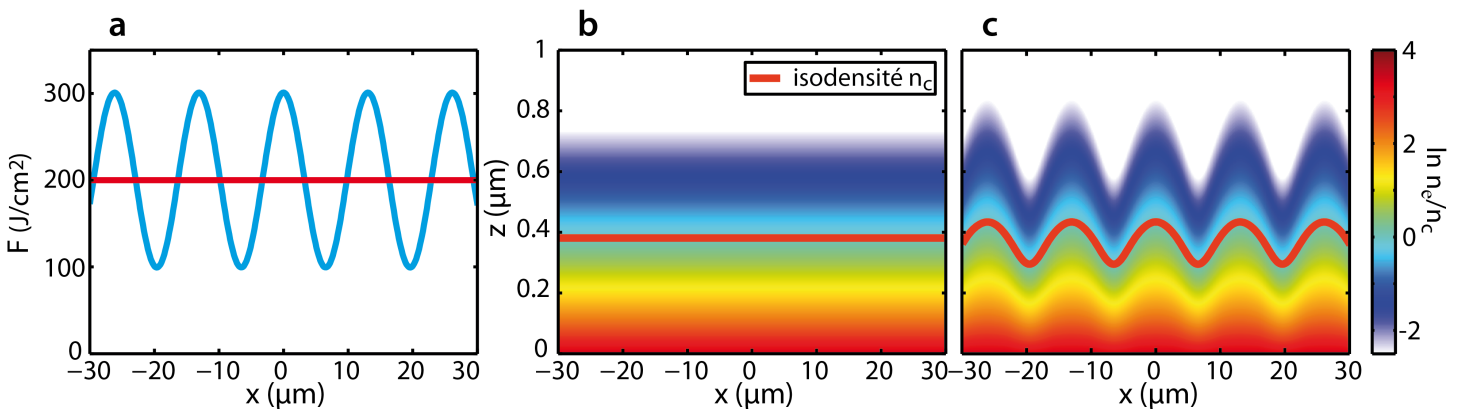 a
F (J/cm²)
300
200
100
0
−30 −20 −10 0 10 20 30
x (µm)
b
z (µm)
1
0.8
0.6
0.4
0.2
0
isodensité n_c
−30 −20 −10 0 10 20 30
x (µm)
c
−30 −20 −10 0 10 20 30
x (µm)
4
2
0
-2
ln n_e/n_c